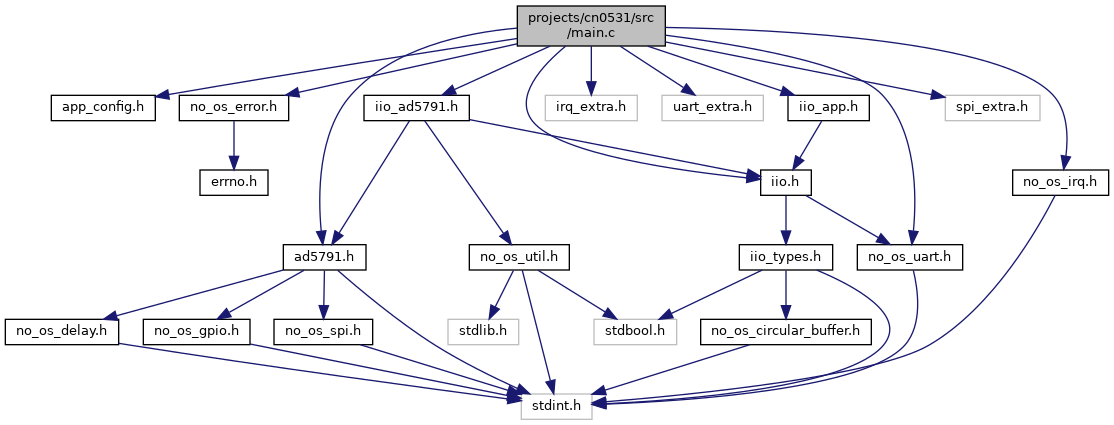 projects/cn0531/src
/main.c
app_config.h
no_os_error.h
iio_ad5791.h
irq_extra.h
uart_extra.h
iio_app.h
spi_extra.h
errno.h
iio.h
no_os_irq.h
ad5791.h
no_os_util.h
iio_types.h
no_os_uart.h
no_os_delay.h
no_os_gpio.h
no_os_spi.h
stdlib.h
stdbool.h
no_os_circular_buffer.h
stdint.h